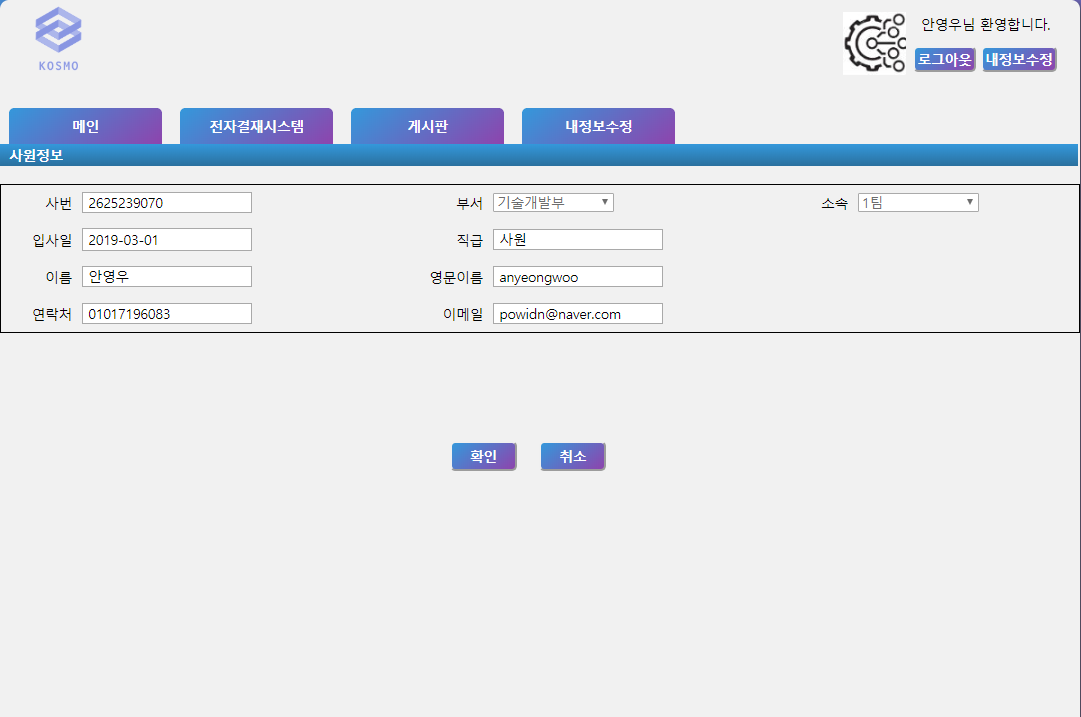 KOSMO
안영우님 환영합니다.
로그아웃 내정보수정
메인 전자결재시스템 게시판 내정보수정
사원정보
사번 2625239070 부서 기술개발부 소속 1팀
입사일 2019-03-01 직급 사원
이름 안영우 영문이름 anyeongwoo
연락처 01017196083 이메일 powidn@naver.com
확인 취소